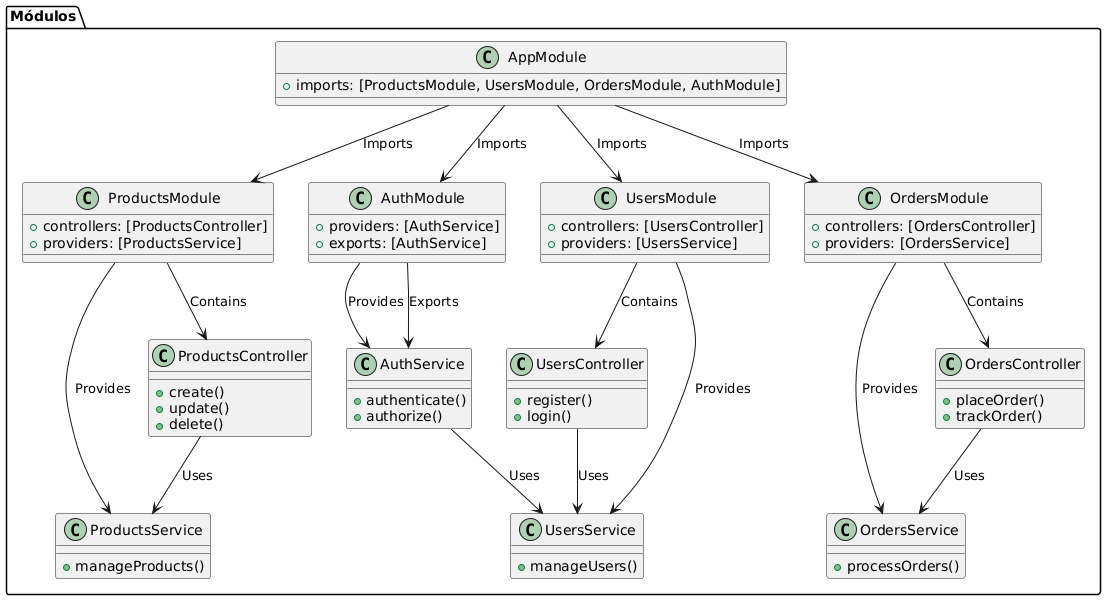 Módulos
C AppModule
imports: [ProductsModule, UsersModule, OrdersModule, AuthModule]
Imports
Imports
Imports
Imports
C ProductsModule
controllers: [ProductsController]
providers: [ProductsService]
C AuthModule
providers: [AuthService]
exports: [AuthService]
C UsersModule
controllers: [UsersController]
providers: [UsersService]
C OrdersModule
controllers: [OrdersController]
providers: [OrdersService]
Contains
Provides
Exports
Contains
Contains
C ProductsController
create()
update()
delete()
C AuthService
authenticate()
authorize()
C UsersController
register()
login()
C OrdersController
placeOrder()
trackOrder()
Provides
Provides
Provides
Uses
Uses
Uses
Uses
C ProductsService
manageProducts()
C UsersService
manageUsers()
C OrdersService
processOrders()